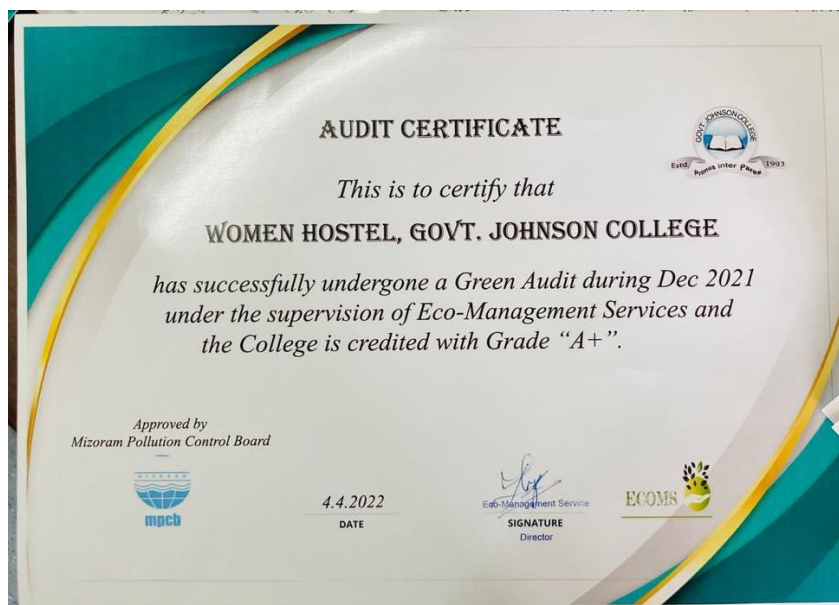 AUDIT CERTIFICATE
GOVT. JOHNSON COLLEGE
Estd. 1993
Primus inter Pares
This is to certify that
WOMEN HOSTEL, GOVT. JOHNSON COLLEGE
has successfully undergone a Green Audit during Dec 2021
under the supervision of Eco-Management Services and
the College is credited with Grade “A+”.
Approved by
Mizoram Pollution Control Board
MIZORAM
mpcb
4.4.2022
DATE
Eco-Management Service
SIGNATURE
Director
ECOMS